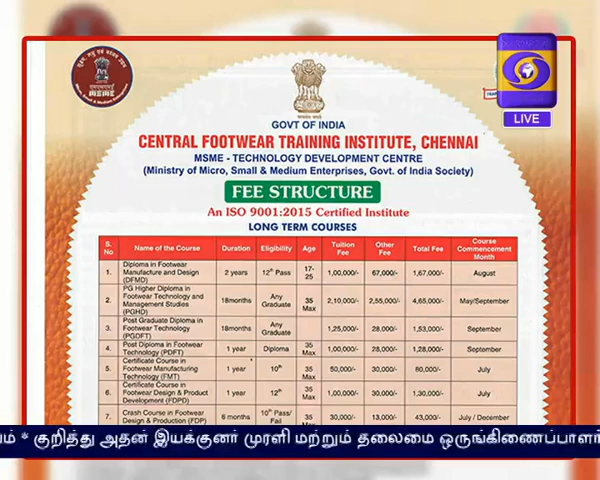 GOVT OF INDIA
CENTRAL FOOTWEAR TRAINING INSTITUTE, CHENNAI
MSME - TECHNOLOGY DEVELOPMENT CENTRE
(Ministry of Micro, Small & Medium Enterprises, Govt. of India Society)
FEE STRUCTURE
An ISO 9001:2015 Certified Institute
LONG TERM COURSES
LIVE
S. No Name of the Course Duration Eligibility Age Tuition Fee Other Fee Total Fee Course Commencement Month
1. Diploma in Footwear Manufacture and Design (DFMD) 2 years 12th Pass 17-25 1,00,000/- 67,000/- 1,67,000/- August
2. PG Higher Diploma in Footwear Technology and Management Studies (PGHD) 18months Any Graduate 35 Max 2,10,000/- 2,55,000/- 4,65,000/- May/September
3. Post Graduate Diploma in Footwear Technology (PGDFT) 18months Any Graduate 35 Max 1,25,000/- 28,000/- 1,53,000/- September
4. Post Diploma in Footwear Technology (PDFT) 1 year Diploma 35 Max 1,00,000/- 28,000/- 1,28,000/- September
5. Certificate Course in Footwear Manufacturing Technology (FMT) 1 year 10th 35 Max 50,000/- 30,000/- 80,000/- July
6. Certificate Course in Footwear Design & Product Development (FDPD) 1 year 12th 35 Max 1,00,000/- 30,000/- 1,30,000/- July
7. Crash Course in Footwear Design & Production (FDP) 6 months 10th Pass/ Fail 35 30,000/- 13,000/- 43,000/- July / December
* குறித்து அதன் இயக்குனர் முரளி மற்றும் தலைமை ஒருங்கிணைப்பாளர்